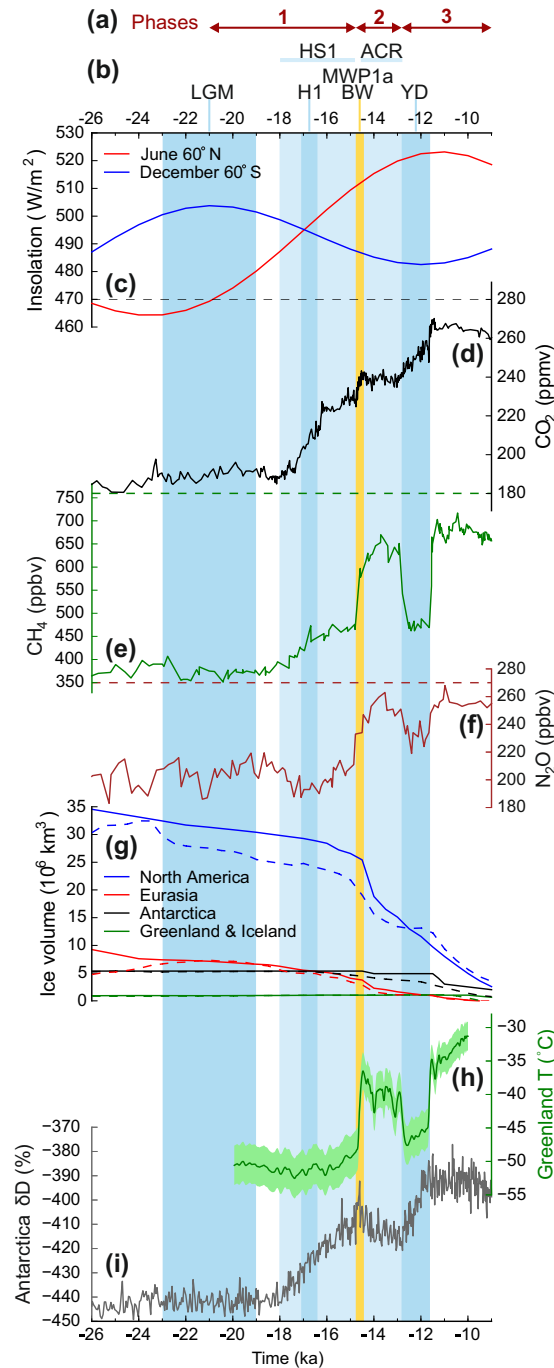 (a) Phases 1 2 3
HS1 ACR
(b) MWP1a
LGM H1 BW YD
-26 -24 -22 -20 -18 -16 -14 -12 -10
530
520
510
500
490
480
470
460
Insolation (W/m²)
June 60°N
December 60°S
(c)
280
260
240
220
200
180
CO₂ (ppmv)
(d)
750
700
650
600
550
500
450
400
350
CH₄ (ppbv)
(e)
280
260
240
220
200
180
N₂O (ppbv)
(f)
35
30
25
20
15
10
5
0
Ice volume (10⁶ km³)
(g)
North America
Eurasia
Antarctica
Greenland & Iceland
−30
−35
−40
−45
−50
−55
Greenland T (°C)
(h)
−370
−380
−390
−400
−410
−420
−430
−440
−450
Antarctica δD (%)
(i)
-26 -24 -22 -20 -18 -16 -14 -12 -10
Time (ka)